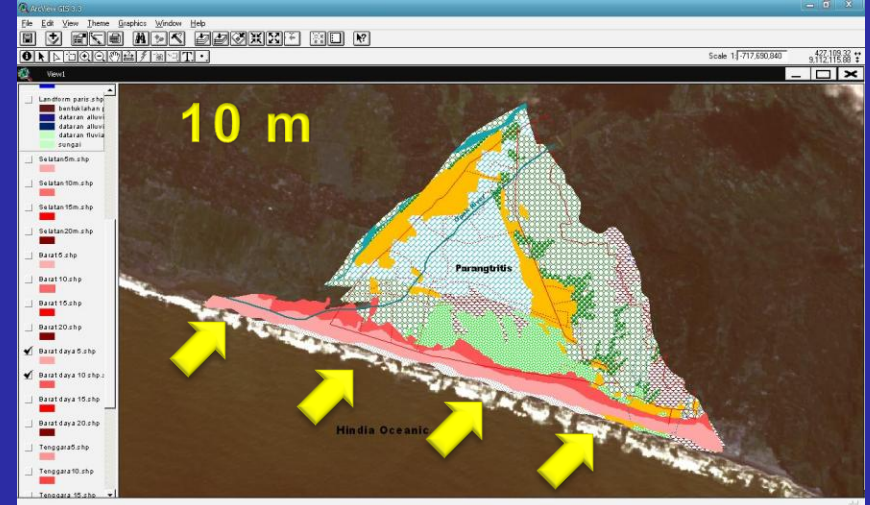 ArcView GIS 3.3
File Edit View Theme Graphics Window Help
Scale 1: -717,690,840
427,109.32
9,112,115.08
View1
Landform paris.shp
bentuklahan
dataran alluvi
dataran alluvi
dataran fluvia
sungai
Selatan5m.shp
Selatan10m.shp
Selatan15m.shp
Selatan20m.shp
Barat5.shp
Barat10.shp
Barat15.shp
Barat20.shp
Barat daya 5.shp
Barat daya 10 shp.s
Barat daya 15.shp
Barat daya 20.shp
Tenggara5.shp
Tenggara10.shp
Tenggara 15.shp
10 m
Parangtritis
Hindia Oceanic